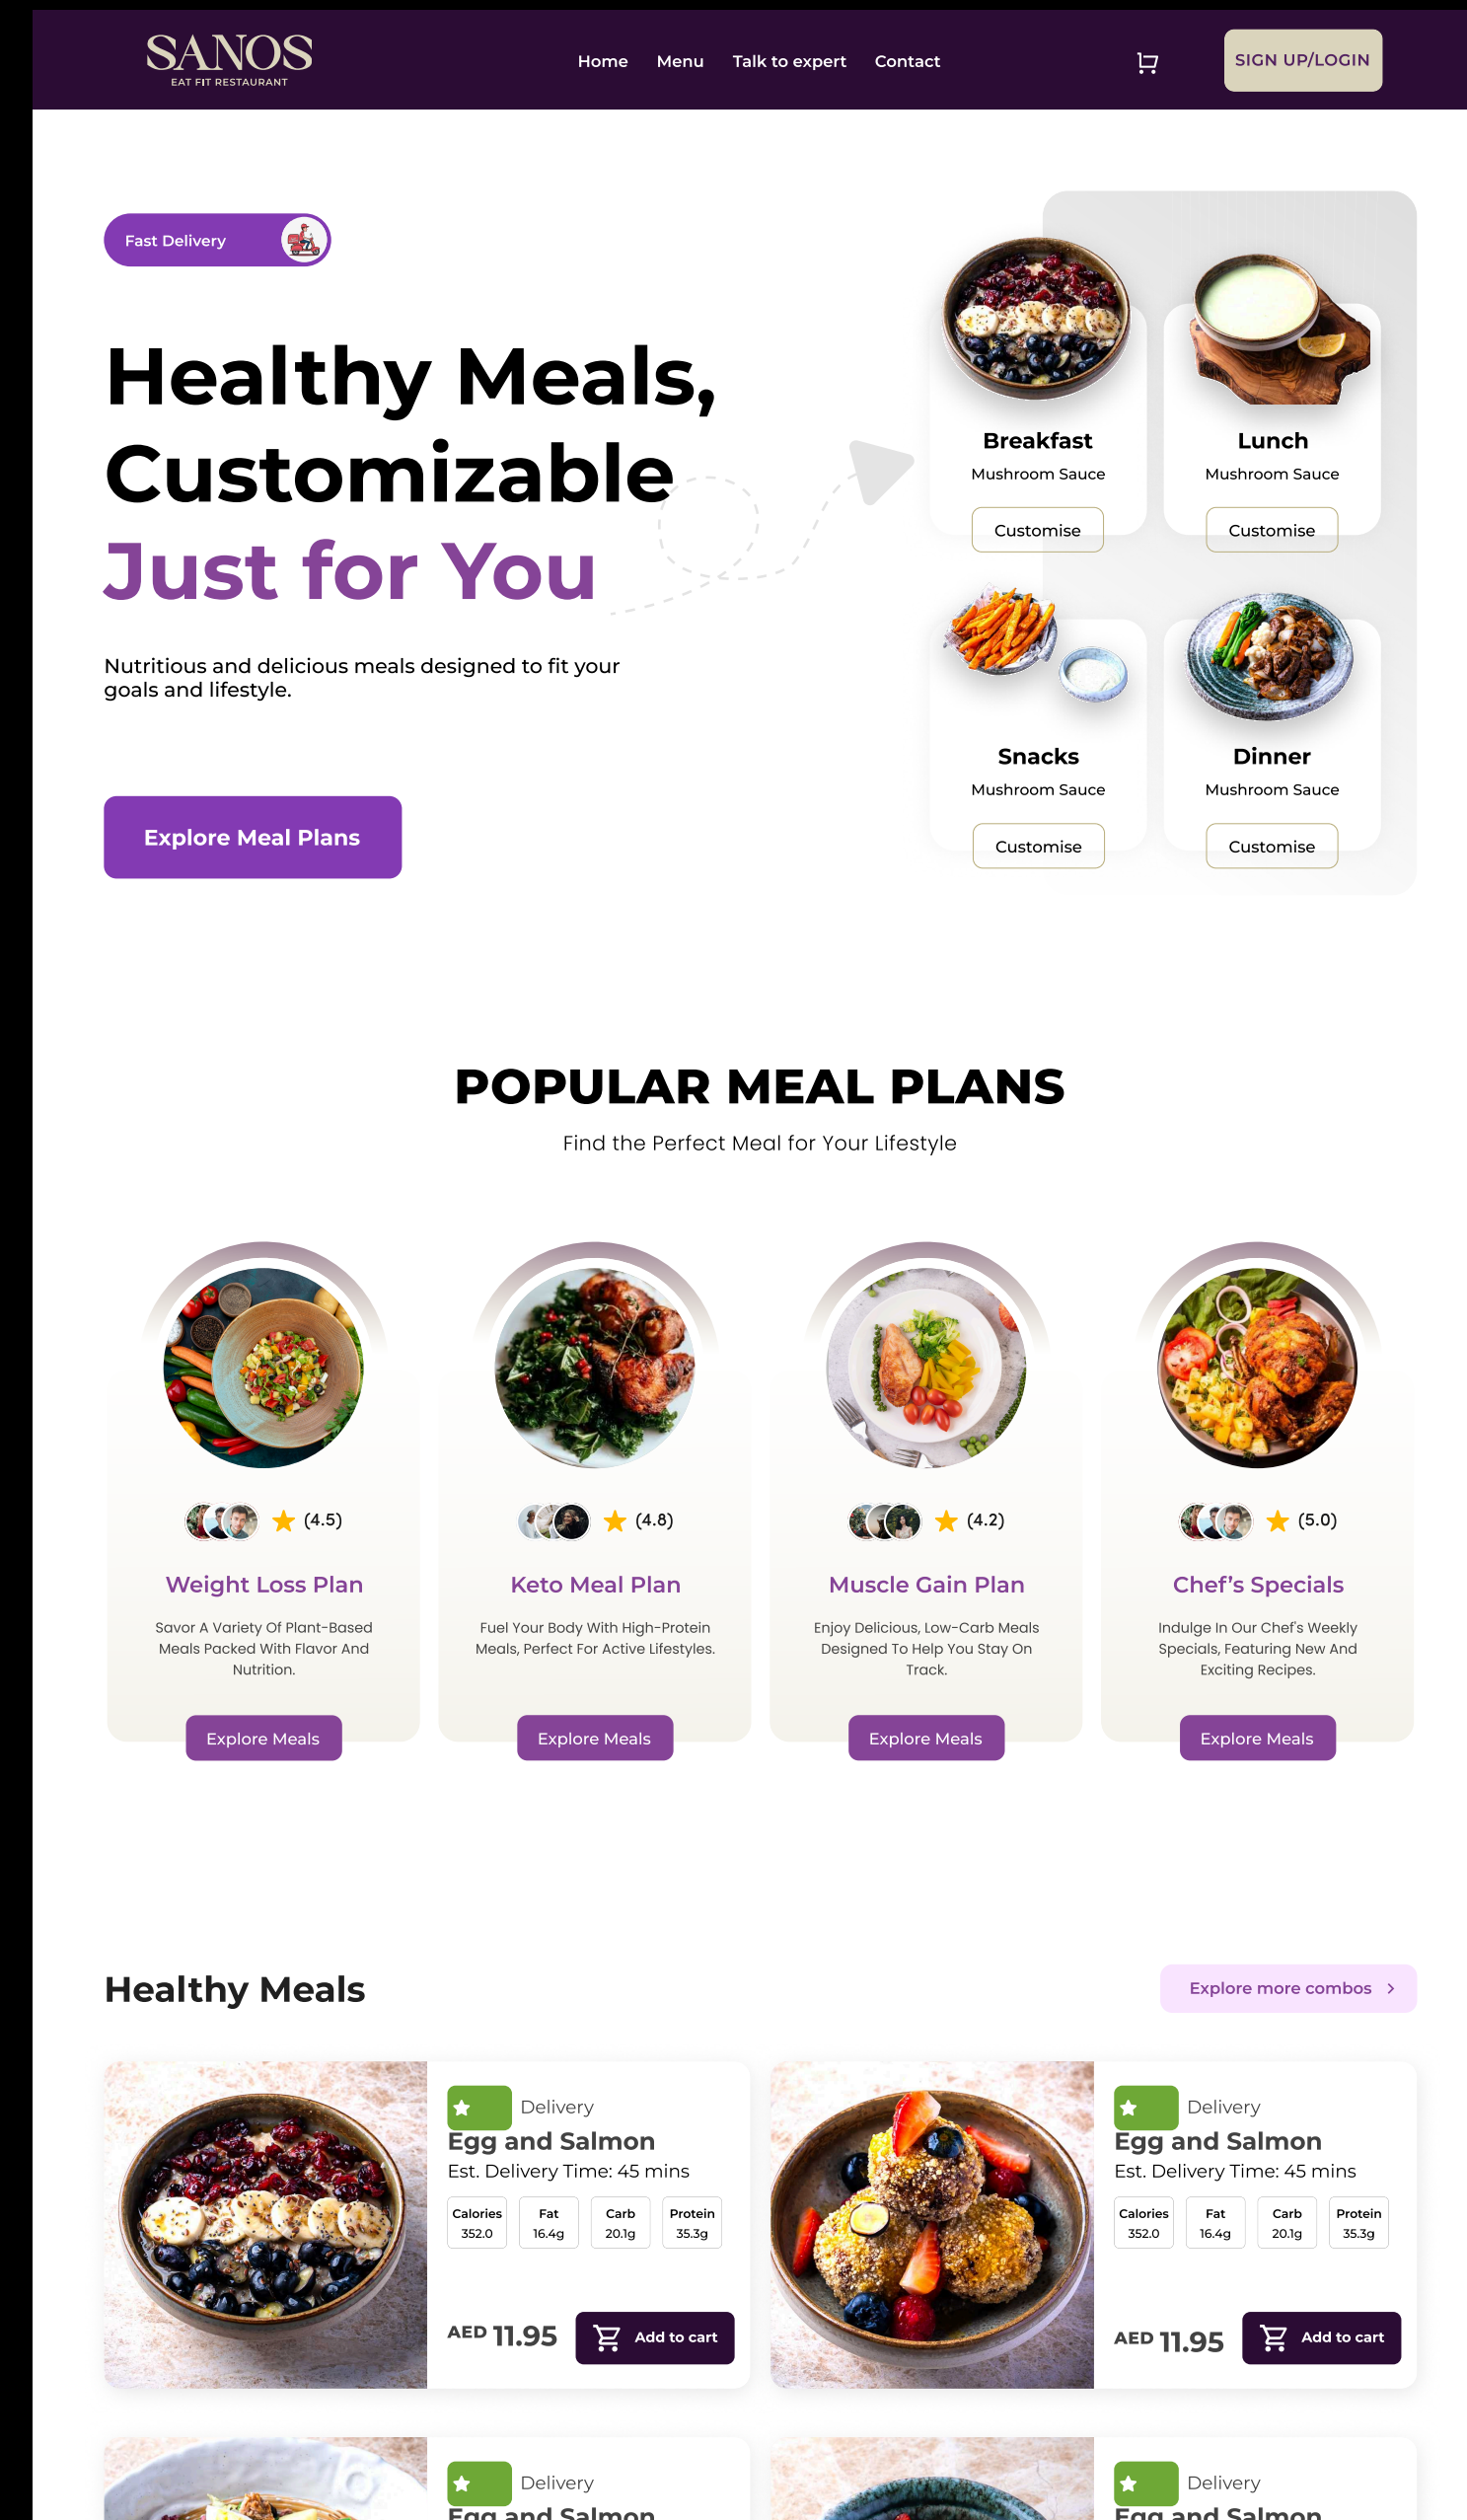 SANOS
EAT FIT RESTAURANT
Home Menu Talk to expert Contact
SIGN UP/LOGIN
Fast Delivery
Healthy Meals,
Customizable
Just for You
Nutritious and delicious meals designed to fit your
goals and lifestyle.
Explore Meal Plans
Breakfast
Mushroom Sauce
Customise
Lunch
Mushroom Sauce
Customise
Snacks
Mushroom Sauce
Customise
Dinner
Mushroom Sauce
Customise
POPULAR MEAL PLANS
Find the Perfect Meal for Your Lifestyle
(4.5)
Weight Loss Plan
Savor A Variety Of Plant-Based
Meals Packed With Flavor And
Nutrition.
Explore Meals
(4.8)
Keto Meal Plan
Fuel Your Body With High-Protein
Meals, Perfect For Active Lifestyles.
Explore Meals
(4.2)
Muscle Gain Plan
Enjoy Delicious, Low-Carb Meals
Designed To Help You Stay On
Track.
Explore Meals
(5.0)
Chef’s Specials
Indulge In Our Chef's Weekly
Specials, Featuring New And
Exciting Recipes.
Explore Meals
Healthy Meals
Explore more combos
Delivery
Egg and Salmon
Est. Delivery Time: 45 mins
Calories Fat Carb Protein
352.0 16.4g 20.1g 35.3g
AED 11.95 Add to cart
Delivery
Egg and Salmon
Est. Delivery Time: 45 mins
Calories Fat Carb Protein
352.0 16.4g 20.1g 35.3g
AED 11.95 Add to cart
Delivery
Egg and Salmon
Delivery
Egg and Salmon